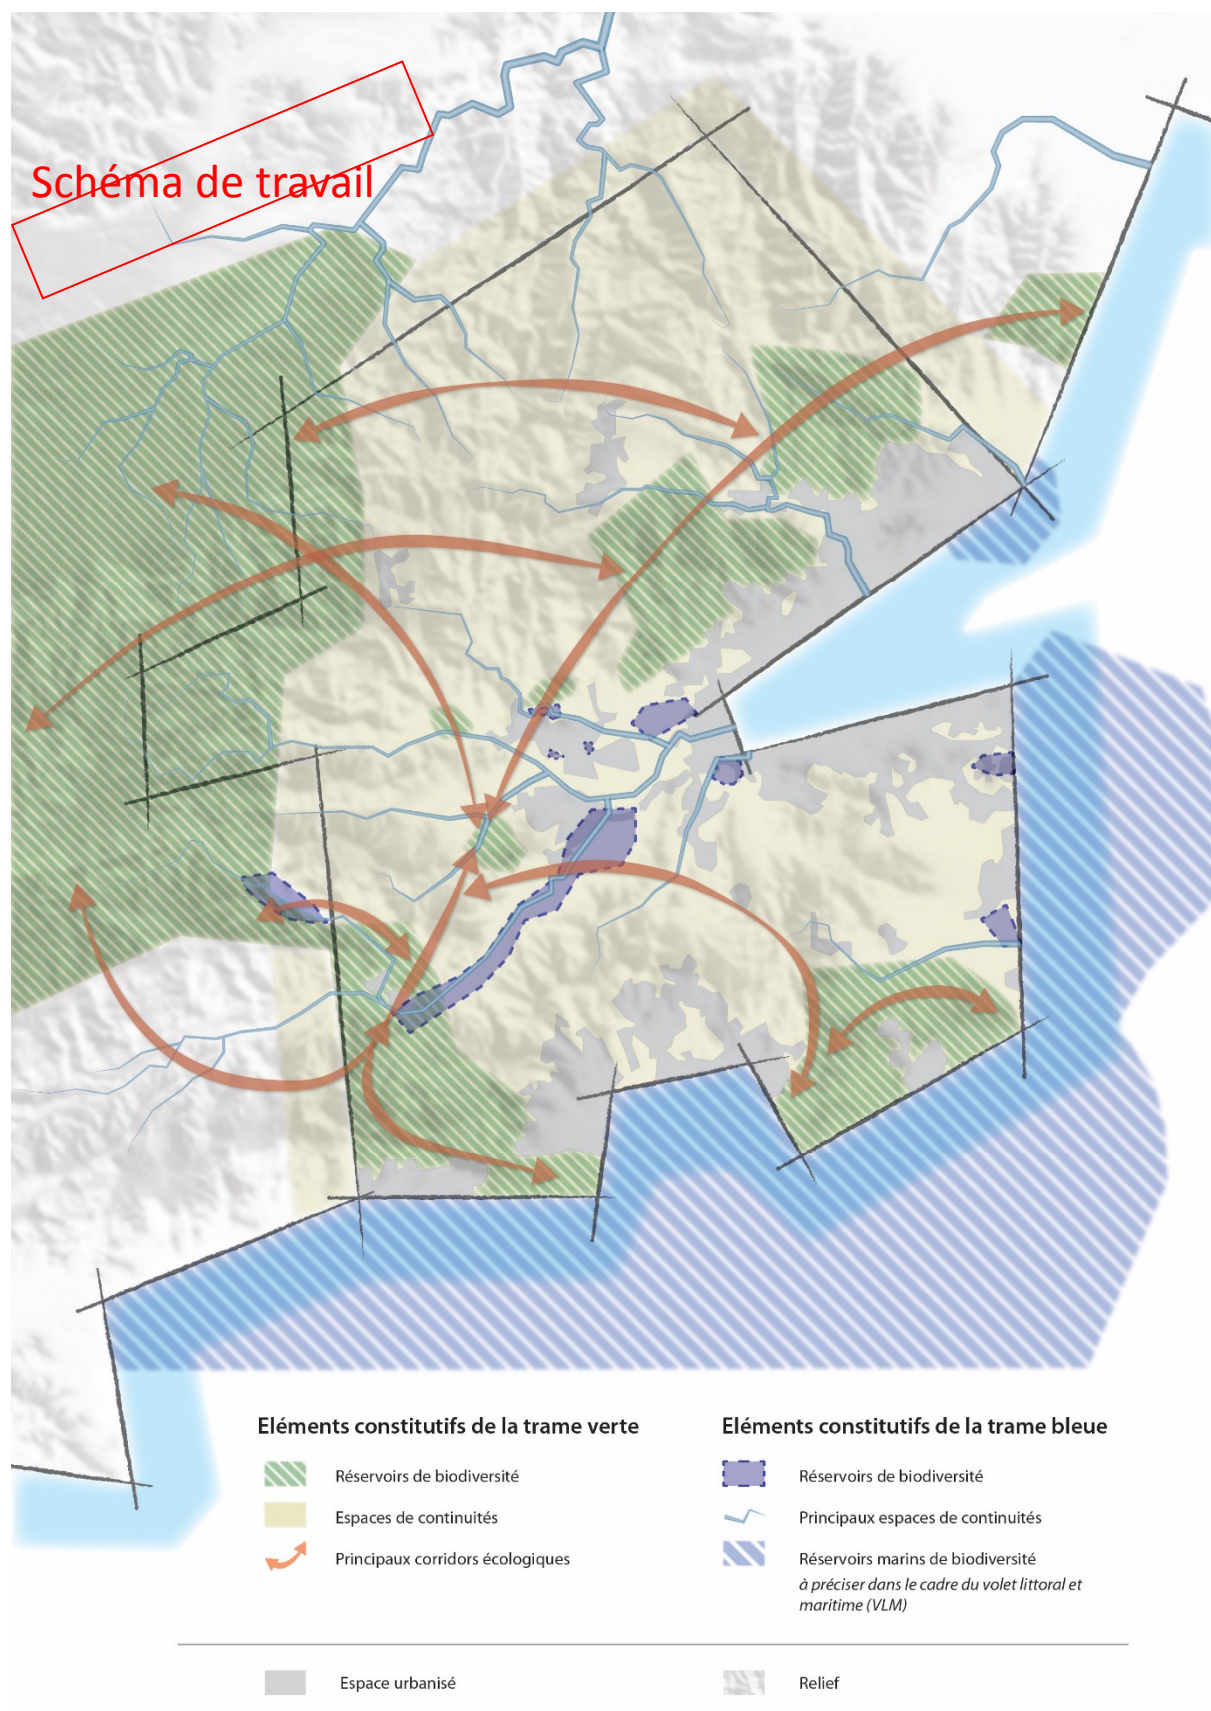 Schéma de travail
Eléments constitutifs de la trame verte
Réservoirs de biodiversité
Espaces de continuités
Principaux corridors écologiques
Eléments constitutifs de la trame bleue
Réservoirs de biodiversité
Principaux espaces de continuités
Réservoirs marins de biodiversité
à préciser dans le cadre du volet littoral et
maritime (VLM)
Espace urbanisé
Relief